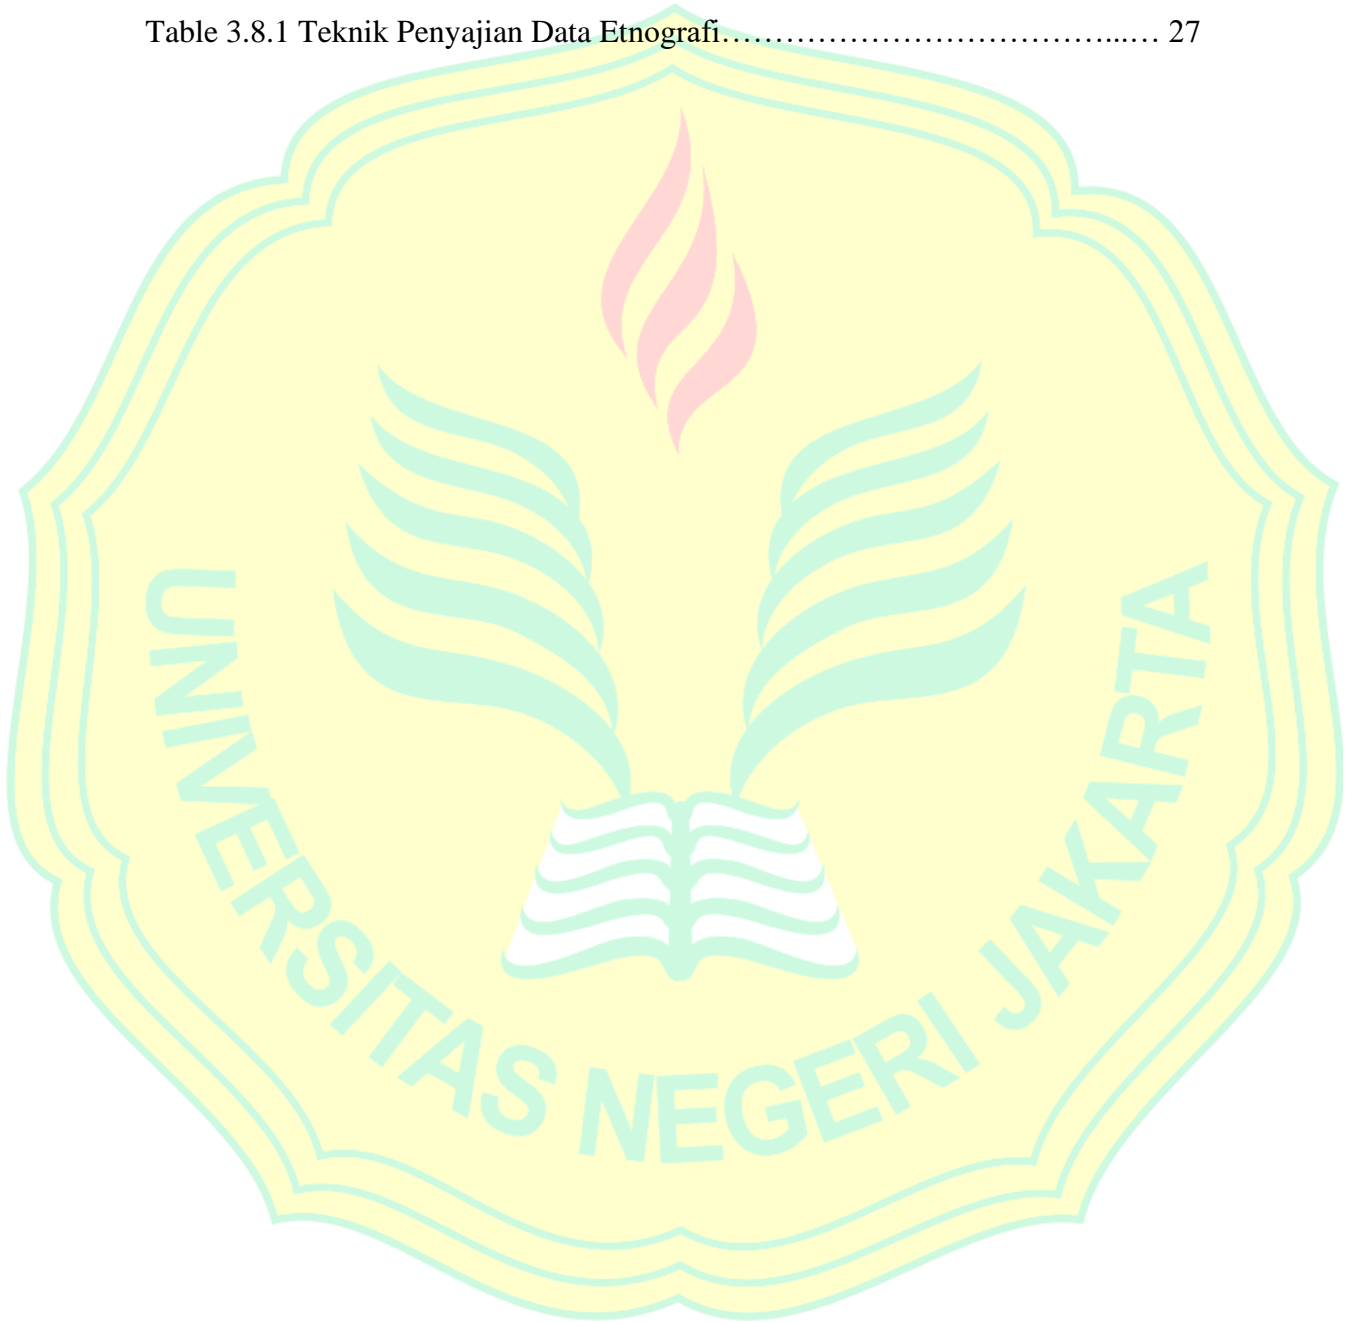 Table 3.8.1 Teknik Penyajian Data Etnografi…………………………………...… 27
UNIVERSITAS NEGERI JAKARTA